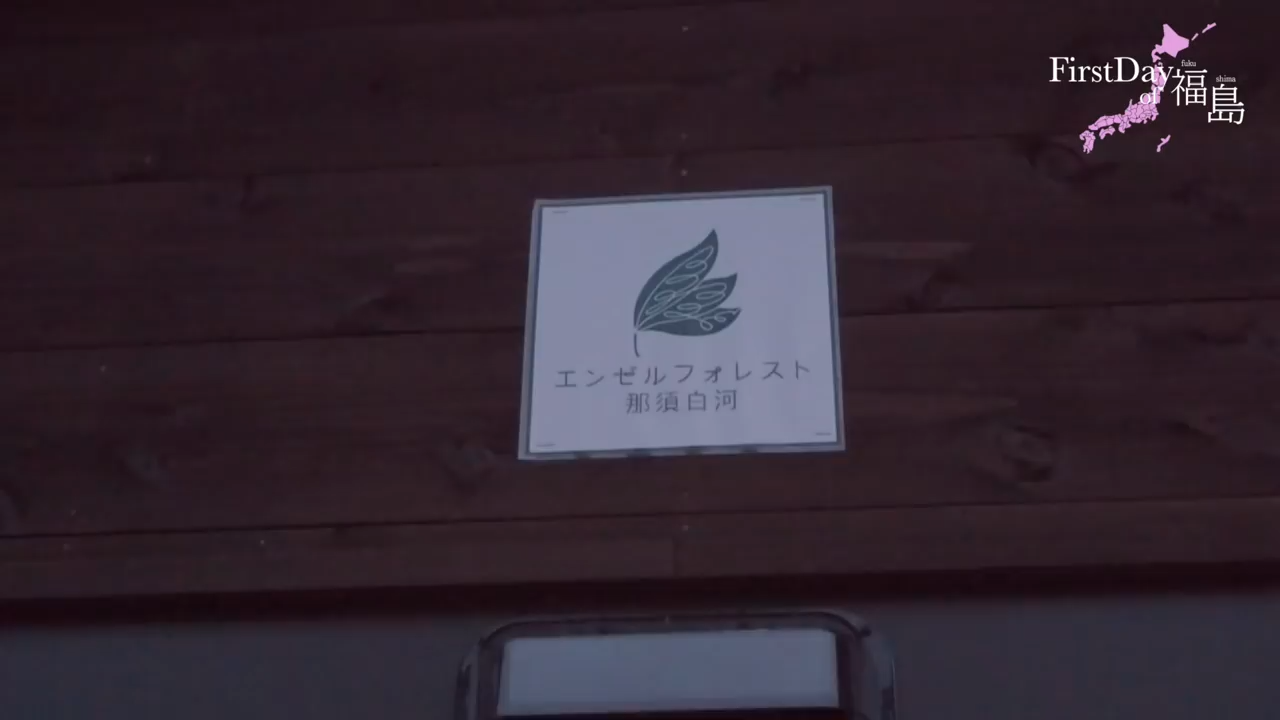 FirstDay
of
福島
fuku
shima
エンゼルフォレスト
那須白河